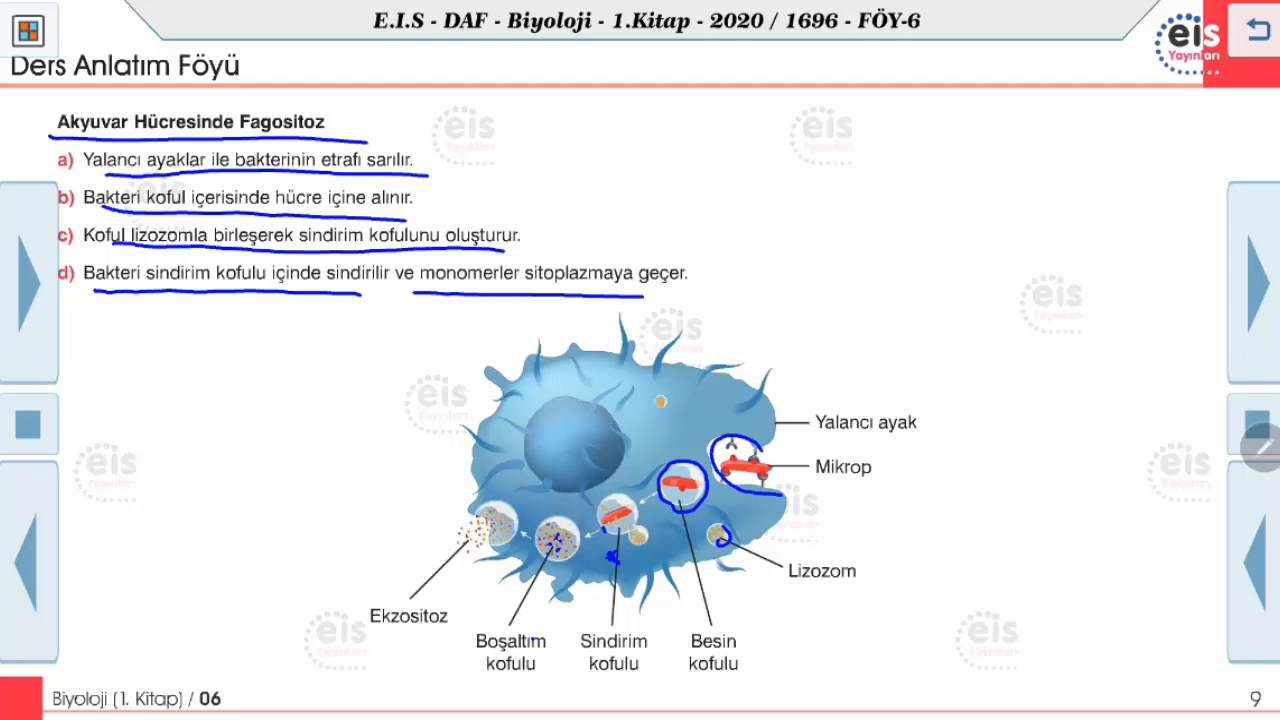 E.I.S - DAF - Biyoloji - 1.Kitap - 2020 / 1696 - FÖY-6
eis
Yayınları
Ders Anlatım Föyü
Akyuvar Hücresinde Fagositoz
a) Yalancı ayaklar ile bakterinin etrafı sarılır.
b) Bakteri koful içerisinde hücre içine alınır.
c) Koful lizozomla birleşerek sindirim kofulunu oluşturur.
d) Bakteri sindirim kofulu içinde sindirilir ve monomerler sitoplazmaya geçer.
Yalancı ayak
Mikrop
Lizozom
Ekzositoz
Boşaltım
kofulu
Sindirim
kofulu
Besin
kofulu
Biyoloji (1. Kitap) / 06
9